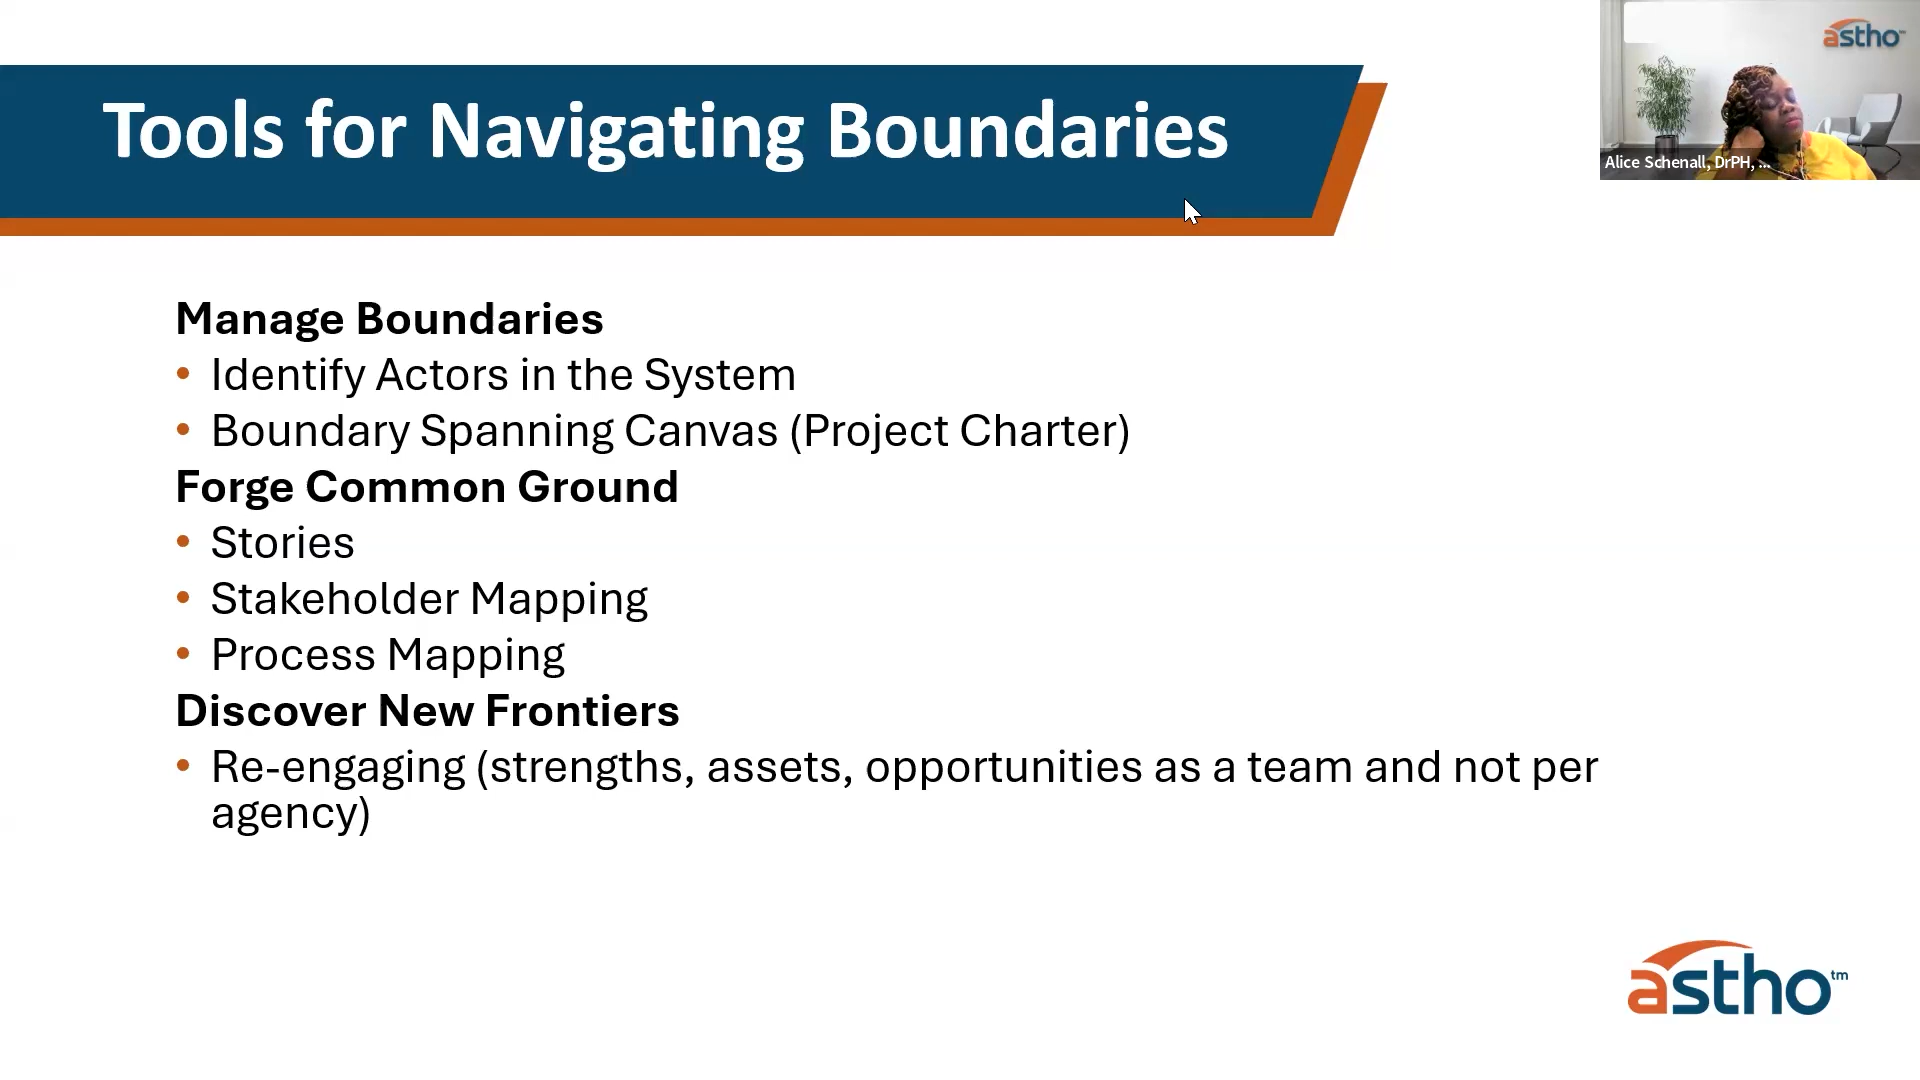 astho
Tools for Navigating Boundaries
Alice Schenall, DrPH, ...
Manage Boundaries
• Identify Actors in the System
• Boundary Spanning Canvas (Project Charter)
Forge Common Ground
• Stories
• Stakeholder Mapping
• Process Mapping
Discover New Frontiers
• Re-engaging (strengths, assets, opportunities as a team and not per
agency)
astho™